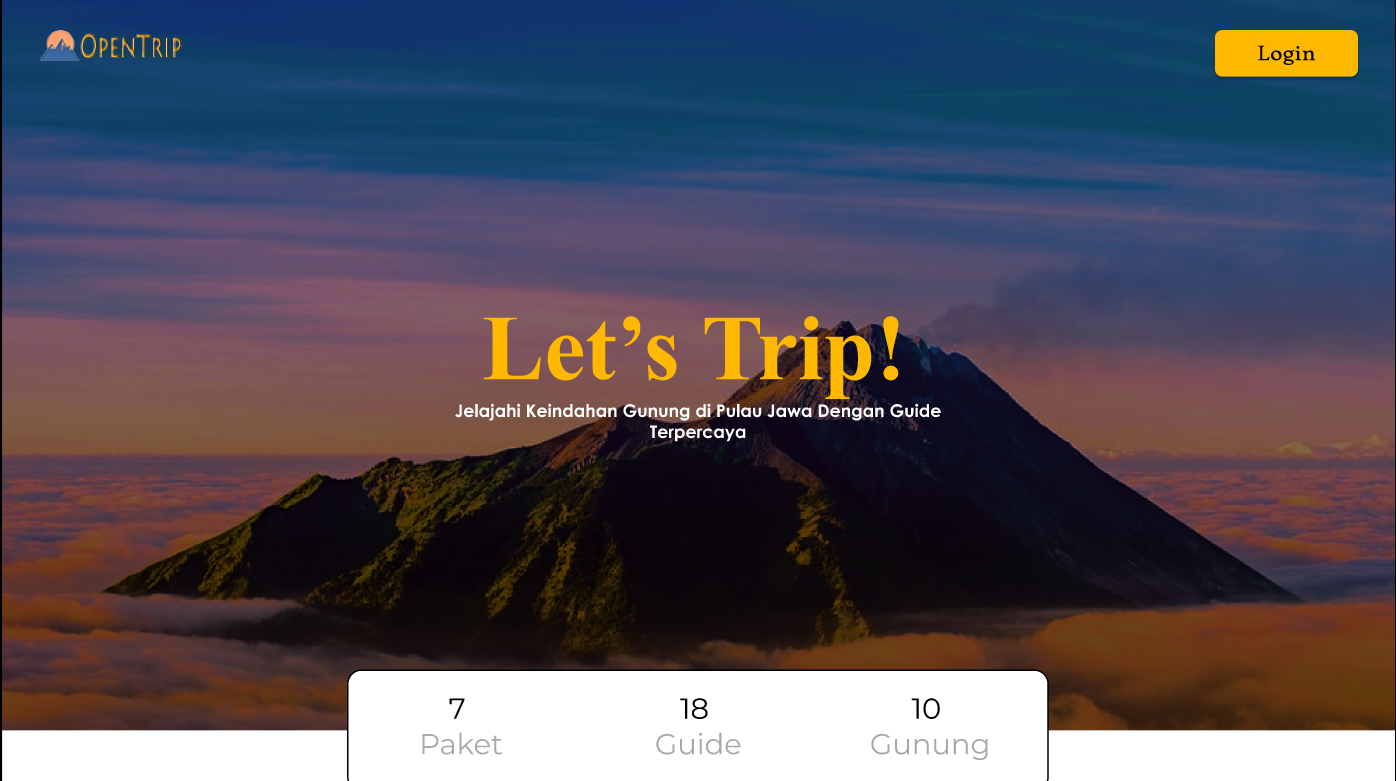 OPENTRIP
Login
Let's Trip!
Jelajahi Keindahan Gunung di Pulau Jawa Dengan Guide
Terpercaya
7
18
10
Paket
Guide
Gunung